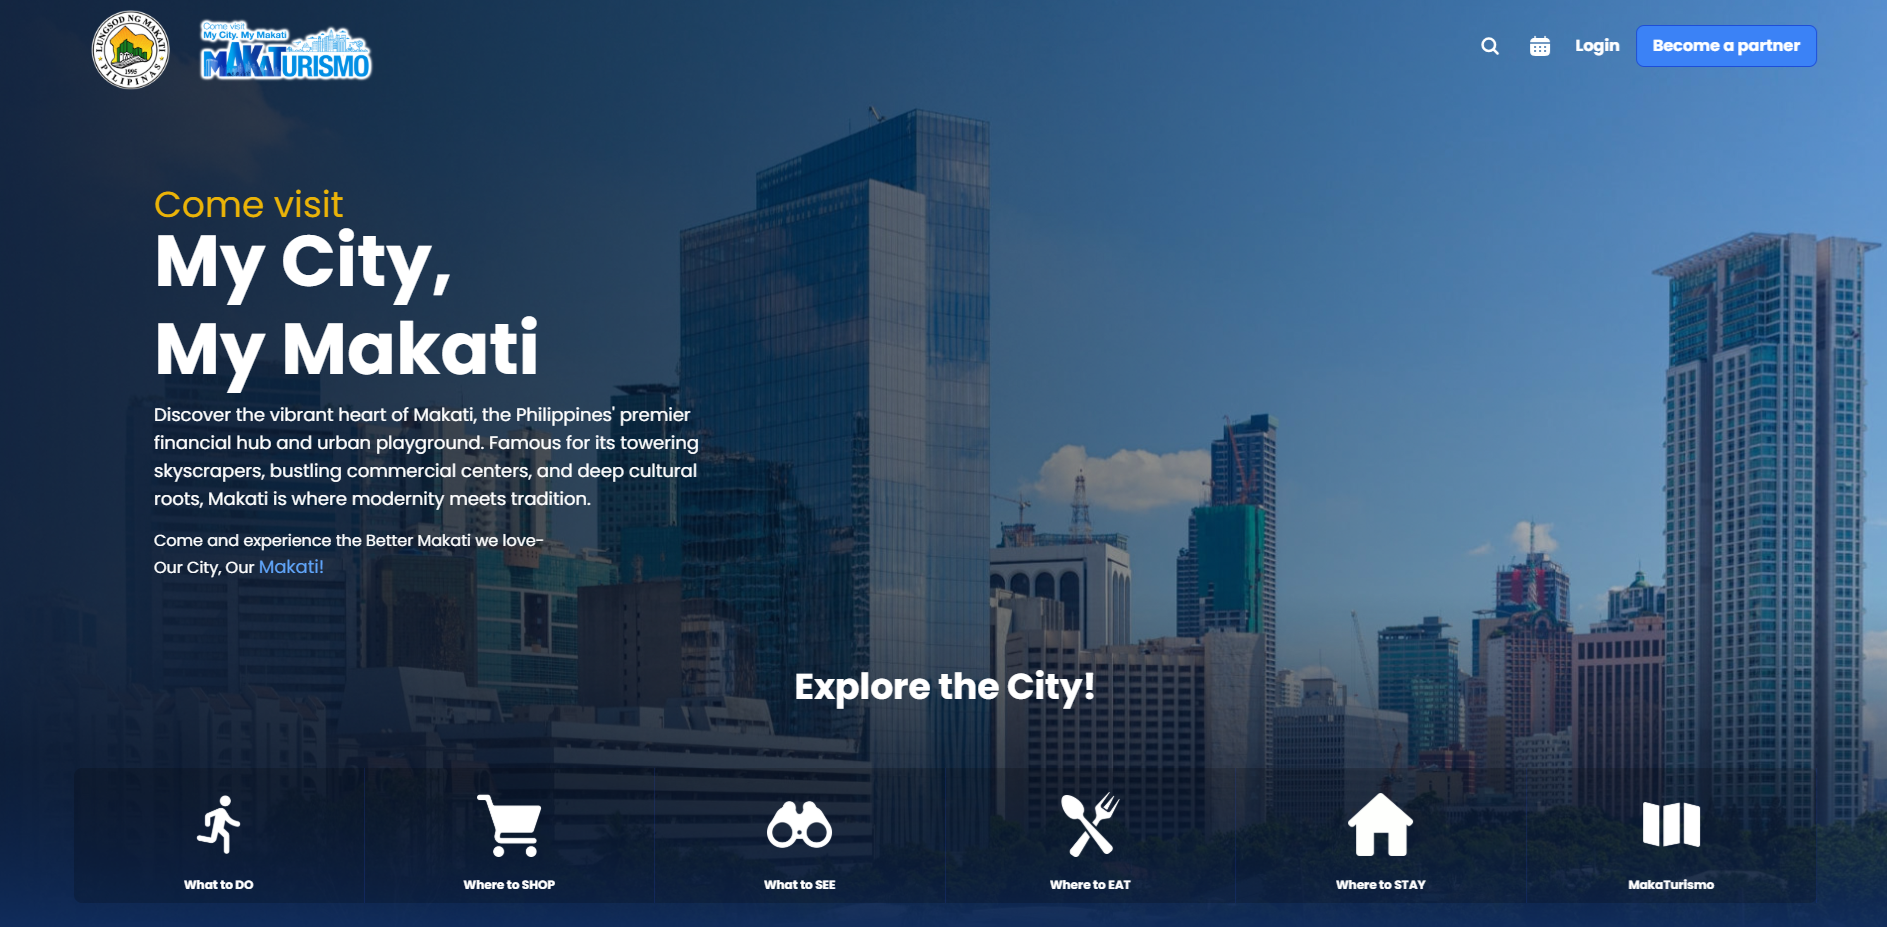 LUNGSOD NG MAKATI
PILIPINAS
1995
Come visit
My City. My Makati
MAKATURISMO
Login
Become a partner
Come visit
My City,
My Makati
Discover the vibrant heart of Makati, the Philippines' premier
financial hub and urban playground. Famous for its towering
skyscrapers, bustling commercial centers, and deep cultural
roots, Makati is where modernity meets tradition.
Come and experience the Better Makati we love-
Our City, Our Makati!
Explore the City!
What to DO
Where to SHOP
What to SEE
Where to EAT
Where to STAY
MakaTurismo